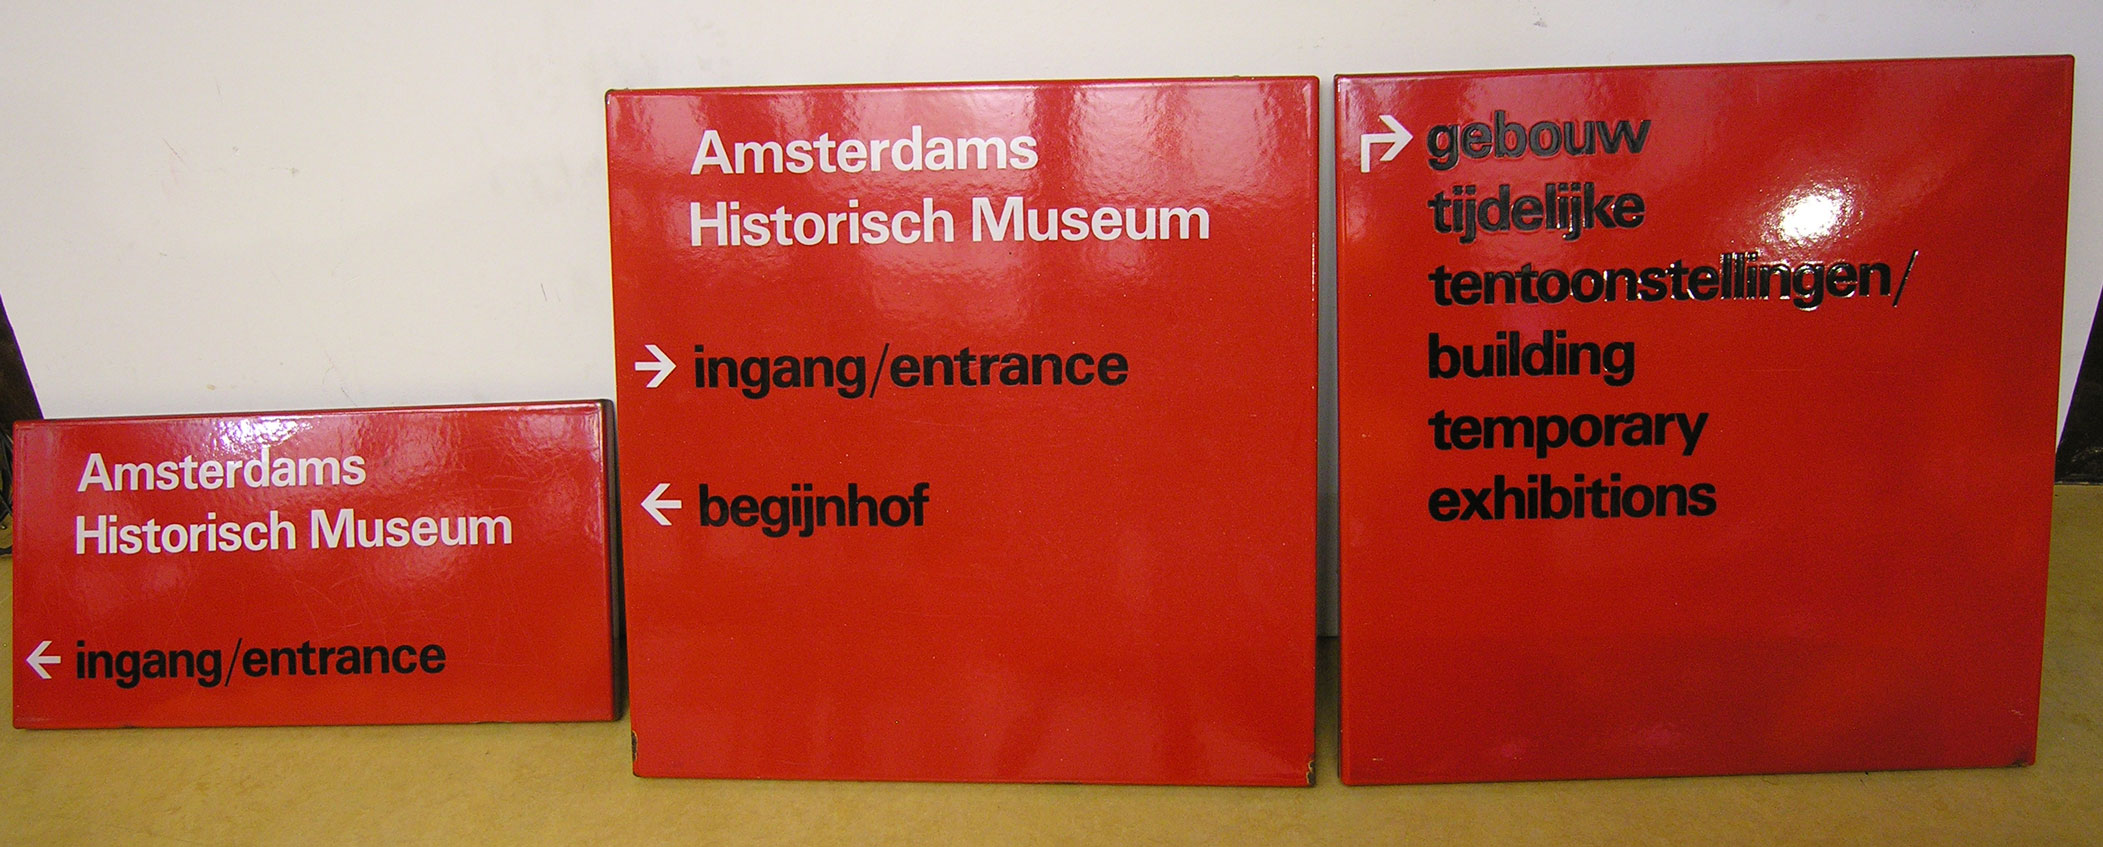 Amsterdams
Historisch Museum
← ingang/entrance
Amsterdams
Historisch Museum
→ ingang/entrance
← begijnhof
↱ gebouw
tijdelijke
tentoonstellingen/
building
temporary
exhibitions